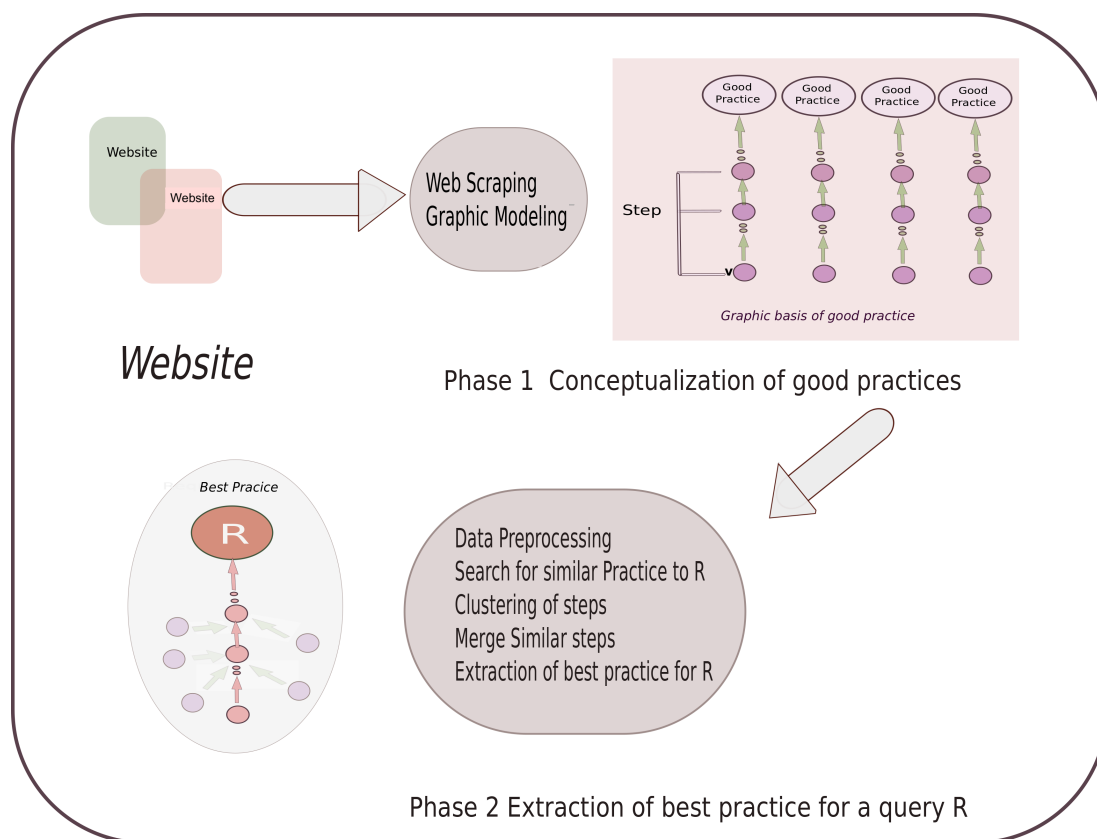 Website
Website
Web Scraping
Graphic Modeling
Good
Practice
Good
Practice
Good
Practice
Good
Practice
Step
v
Graphic basis of good practice
Website
Phase 1 Conceptualization of good practices
Best Pracice
R
Data Preprocessing
Search for similar Practice to R
Clustering of steps
Merge Similar steps
Extraction of best practice for R
Phase 2 Extraction of best practice for a query R